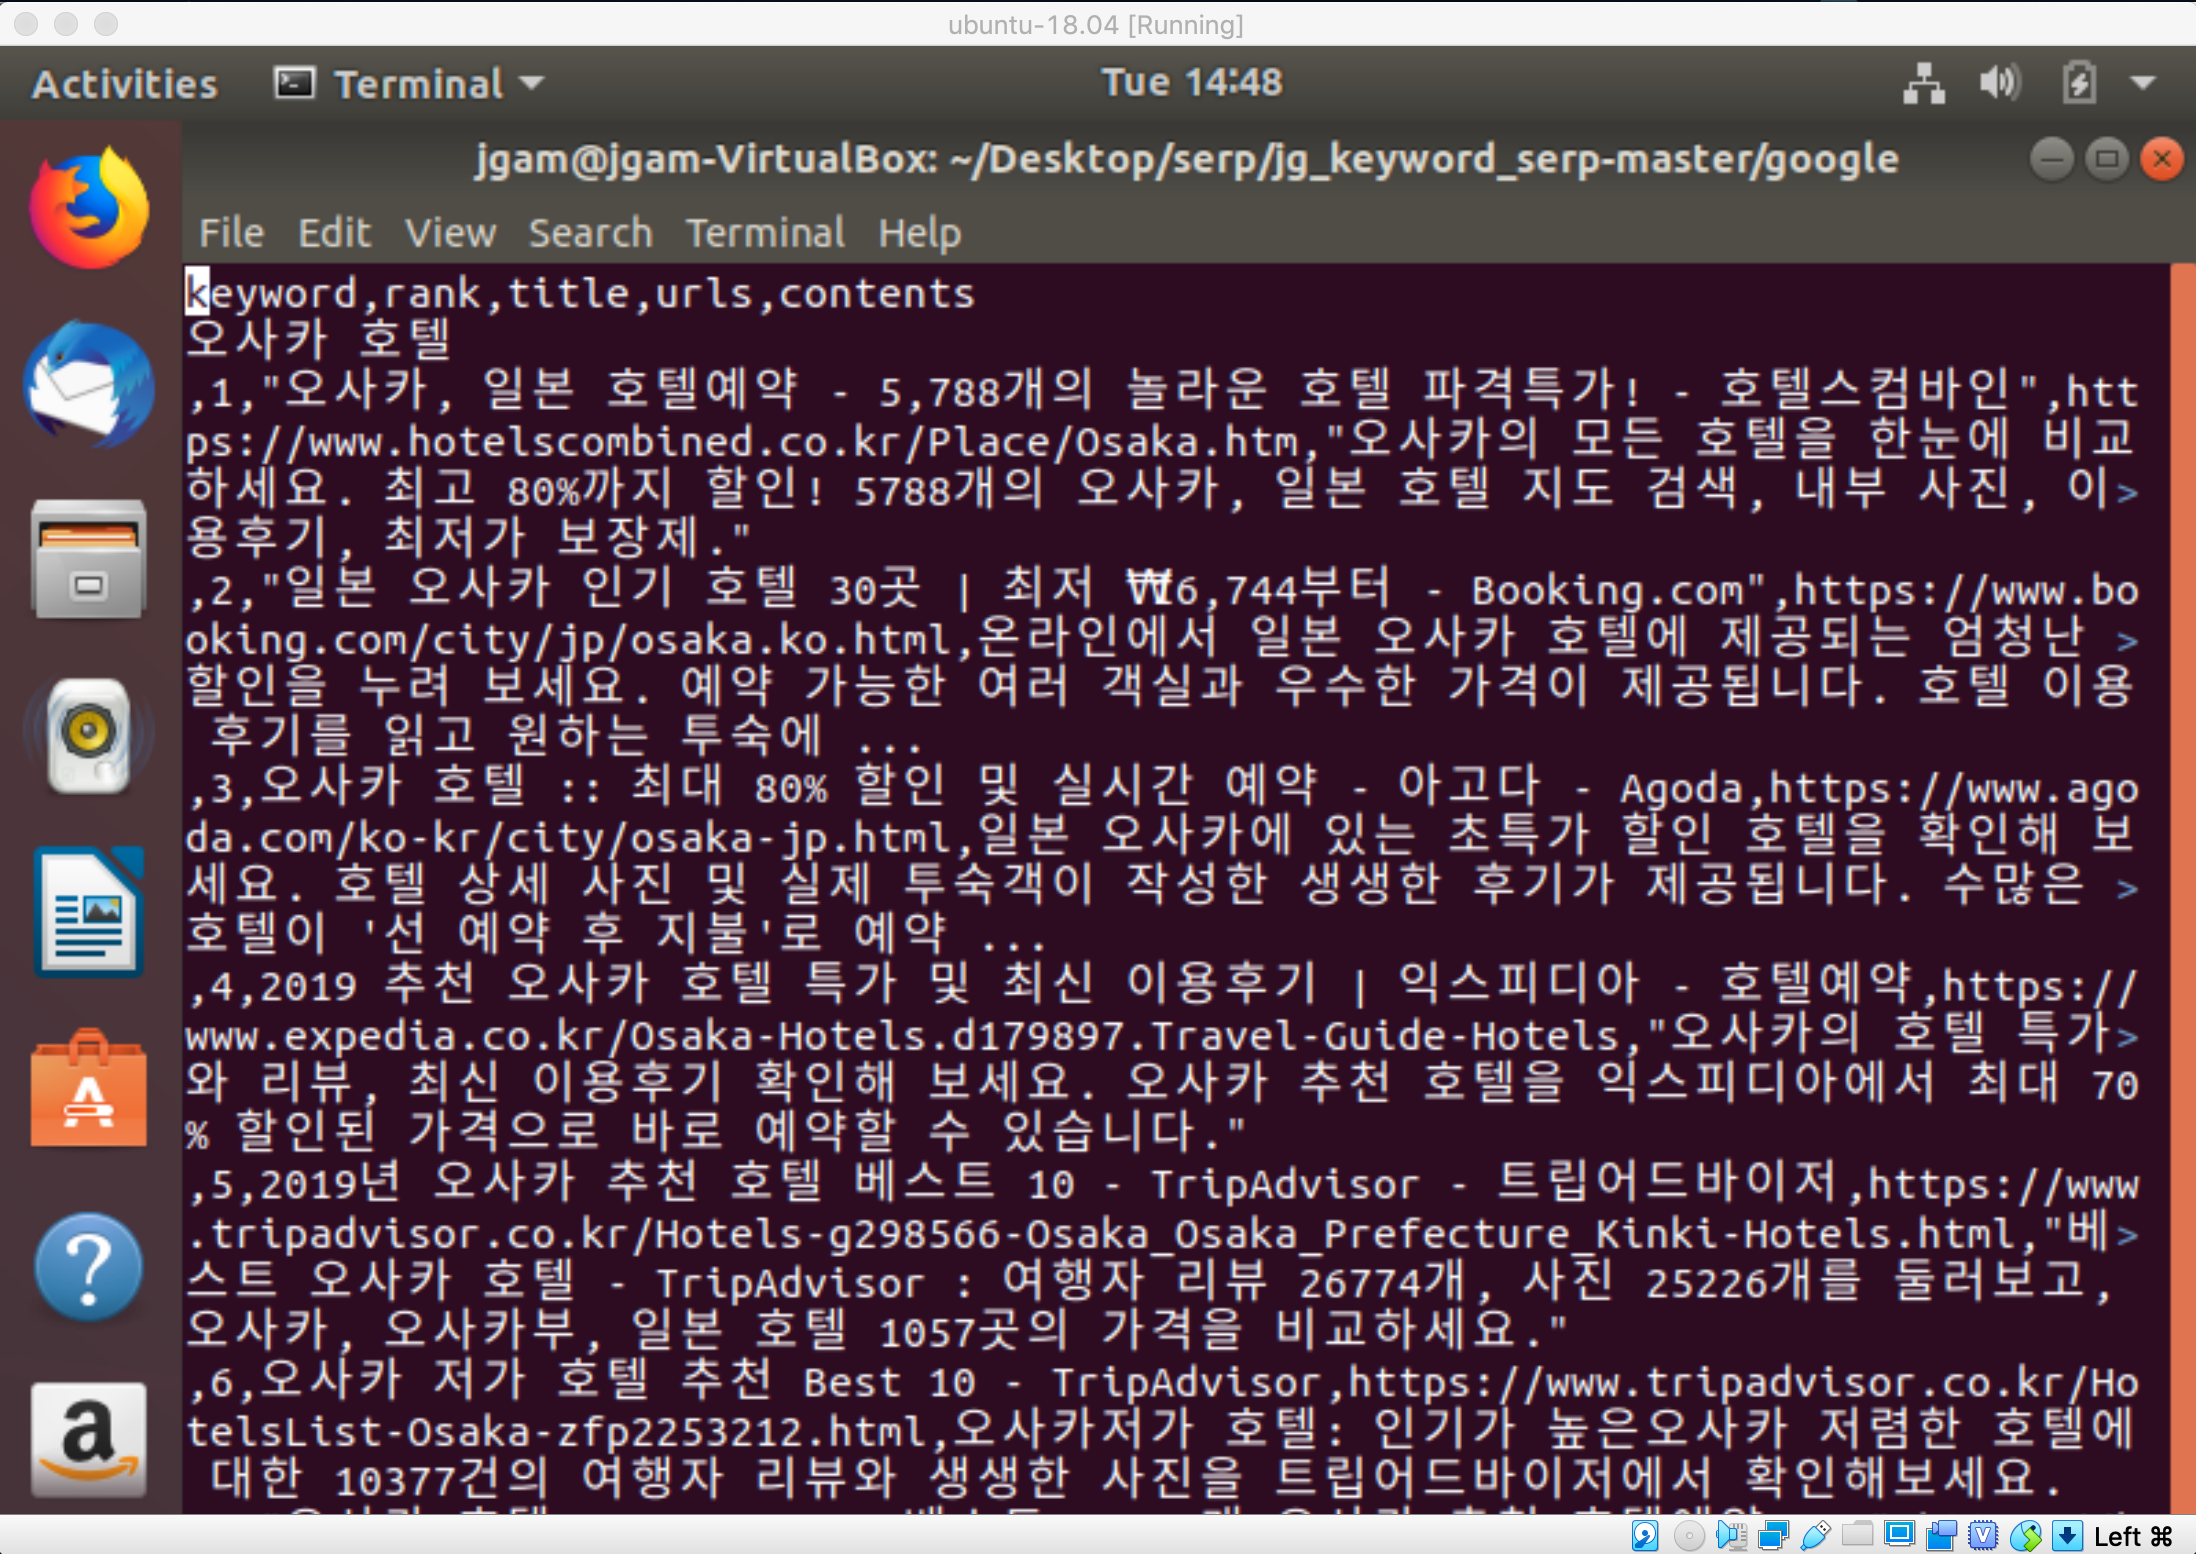 ubuntu-18.04 [Running]
Activities Terminal Tue 14:48
jgam@jgam-VirtualBox: ~/Desktop/serp/jg_keyword_serp-master/google
File Edit View Search Terminal Help
keyword,rank,title,urls,contents
오사카 호텔
,1,"오사카, 일본 호텔예약 - 5,788개의 놀라운 호텔 파격특가! - 호텔스컴바인",htt
ps://www.hotelscombined.co.kr/Place/Osaka.htm,"오사카의 모든 호텔을 한눈에 비교
하세요. 최고 80%까지 할인! 5788개의 오사카, 일본 호텔 지도 검색, 내부 사진, 이>
용후기, 최저가 보장제."
,2,"일본 오사카 인기 호텔 30곳 | 최저 ₩16,744부터 - Booking.com",https://www.bo
oking.com/city/jp/osaka.ko.html,온라인에서 일본 오사카 호텔에 제공되는 엄청난 >
할인을 누려 보세요. 예약 가능한 여러 객실과 우수한 가격이 제공됩니다. 호텔 이용
후기를 읽고 원하는 투숙에 ...
,3,오사카 호텔 :: 최대 80% 할인 및 실시간 예약 - 아고다 - Agoda,https://www.ago
da.com/ko-kr/city/osaka-jp.html,일본 오사카에 있는 초특가 할인 호텔을 확인해 보
세요. 호텔 상세 사진 및 실제 투숙객이 작성한 생생한 후기가 제공됩니다. 수많은 >
호텔이 '선 예약 후 지불'로 예약 ...
,4,2019 추천 오사카 호텔 특가 및 최신 이용후기 | 익스피디아 - 호텔예약,https://
www.expedia.co.kr/Osaka-Hotels.d179897.Travel-Guide-Hotels,"오사카의 호텔 특가>
와 리뷰, 최신 이용후기 확인해 보세요. 오사카 추천 호텔을 익스피디아에서 최대 70
% 할인된 가격으로 바로 예약할 수 있습니다."
,5,2019년 오사카 추천 호텔 베스트 10 - TripAdvisor - 트립어드바이저,https://www
.tripadvisor.co.kr/Hotels-g298566-Osaka_Osaka_Prefecture_Kinki-Hotels.html,"베>
스트 오사카 호텔 - TripAdvisor : 여행자 리뷰 26774개, 사진 25226개를 둘러보고,
오사카, 오사카부, 일본 호텔 1057곳의 가격을 비교하세요."
,6,오사카 저가 호텔 추천 Best 10 - TripAdvisor,https://www.tripadvisor.co.kr/Ho
telsList-Osaka-zfp2253212.html,오사카저가 호텔: 인기가 높은오사카 저렴한 호텔에
대한 10377건의 여행자 리뷰와 생생한 사진을 트립어드바이저에서 확인해보세요.
Left ⌘